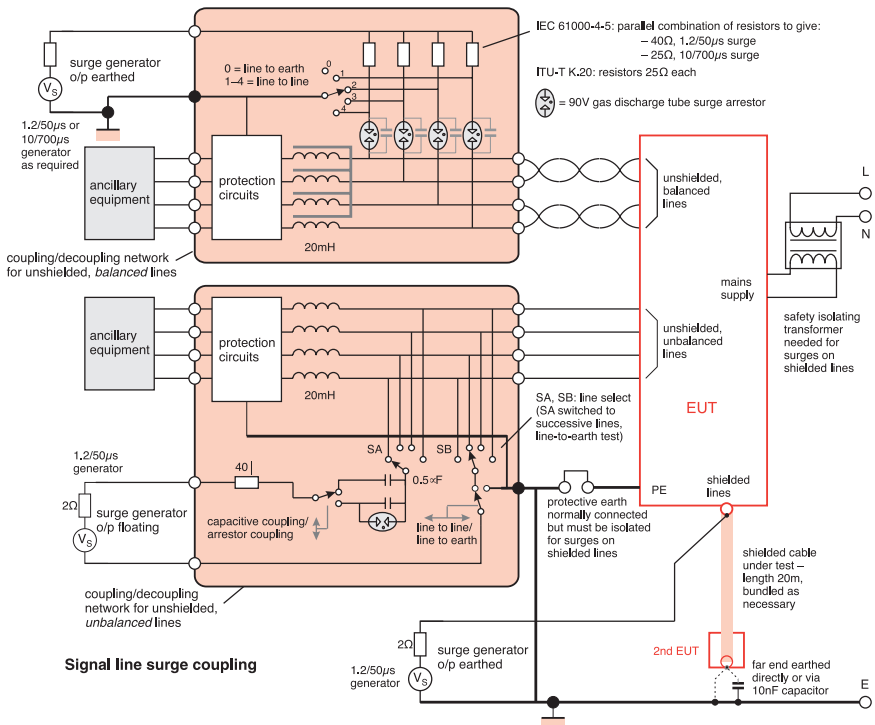 IEC 61000-4-5: parallel combination of resistors to give:
– 40Ω, 1.2/50µs surge
– 25Ω, 10/700µs surge
ITU-T K.20: resistors 25Ω each
= 90V gas discharge tube surge arrestor
surge generator
o/p earthed
VS
0 = line to earth
1–4 = line to line
0
1
2
3
4
1.2/50µs or
10/700µs
generator
as required
ancillary
equipment
protection
circuits
20mH
unshielded,
balanced
lines
L
N
coupling/decoupling network
for unshielded, balanced lines
mains
supply
safety isolating
transformer
needed for
surges on
shielded lines
ancillary
equipment
protection
circuits
20mH
unshielded,
unbalanced
lines
EUT
SA, SB: line select
(SA switched to
successive lines,
line-to-earth test)
SA
SB
1.2/50µs
generator
40
0.5∝F
2Ω
surge generator
o/p floating
VS
capacitive coupling/
arrestor coupling
line to line/
line to earth
PE
shielded
lines
protective earth
normally connected
but must be isolated
for surges on
shielded lines
shielded cable
under test –
length 20m,
bundled as
necessary
coupling/decoupling
network for unshielded,
unbalanced lines
2Ω
surge generator
o/p earthed
1.2/50µs
generator
VS
2nd EUT
far end earthed
directly or via
10nF capacitor
E
Signal line surge coupling